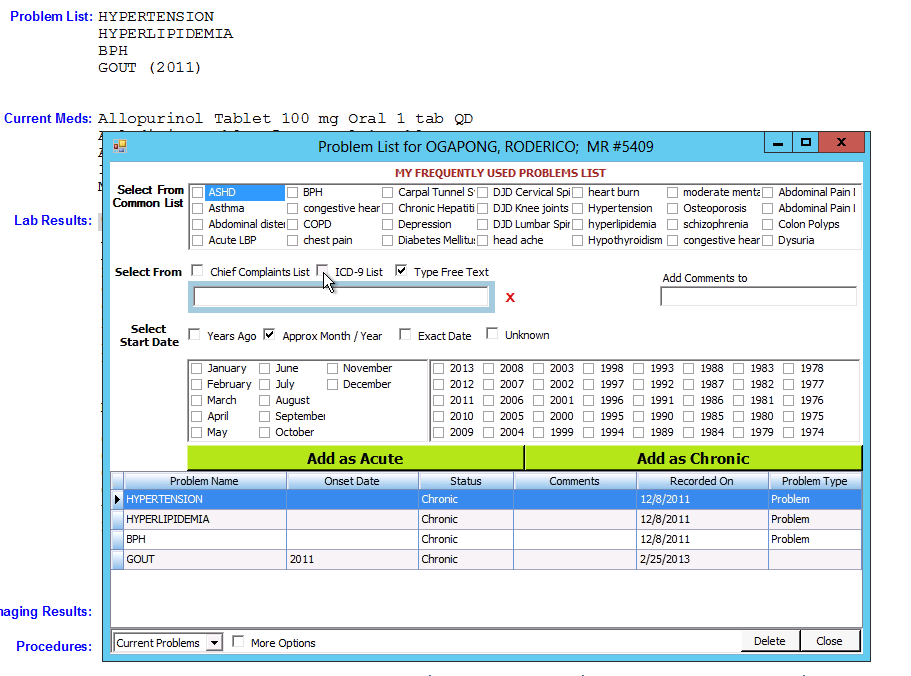 Problem List: HYPERTENSION
HYPERLIPIDEMIA
BPH
GOUT (2011)
Current Meds: Allopurinol Tablet 100 mg Oral 1 tab QD
Problem List for OGAPONG, RODERICO; MR #5409
MY FREQUENTLY USED PROBLEMS LIST
Select From Common List
ASHD BPH Carpal Tunnel S DJD Cervical Spi heart burn moderate menta Abdominal Pain
Asthma congestive hear Chronic Hepatiti DJD Knee joints Hypertension Osteoporosis Abdominal Pain
Abdominal diste COPD Depression DJD Lumbar Spi hyperlipidemia schizophrenia Colon Polyps
Acute LBP chest pain Diabetes Mellitu head ache Hypothyroidism congestive hear Dysuria
Lab Results:
Select From Chief Complaints List ICD-9 List Type Free Text
Add Comments to
X
Select Start Date
Years Ago Approx Month / Year Exact Date Unknown
January June November 2013 2008 2003 1998 1993 1988 1983 1978
February July December 2012 2007 2002 1997 1992 1987 1982 1977
March August 2011 2006 2001 1996 1991 1986 1981 1976
April September 2010 2005 2000 1995 1990 1985 1980 1975
May October 2009 2004 1999 1994 1989 1984 1979 1974
Add as Acute Add as Chronic
Problem Name Onset Date Status Comments Recorded On Problem Type
HYPERTENSION Chronic 12/8/2011 Problem
HYPERLIPIDEMIA Chronic 12/8/2011 Problem
BPH Chronic 12/8/2011 Problem
GOUT 2011 Chronic 2/25/2013
maging Results:
Procedures:
Current Problems More Options Delete Close